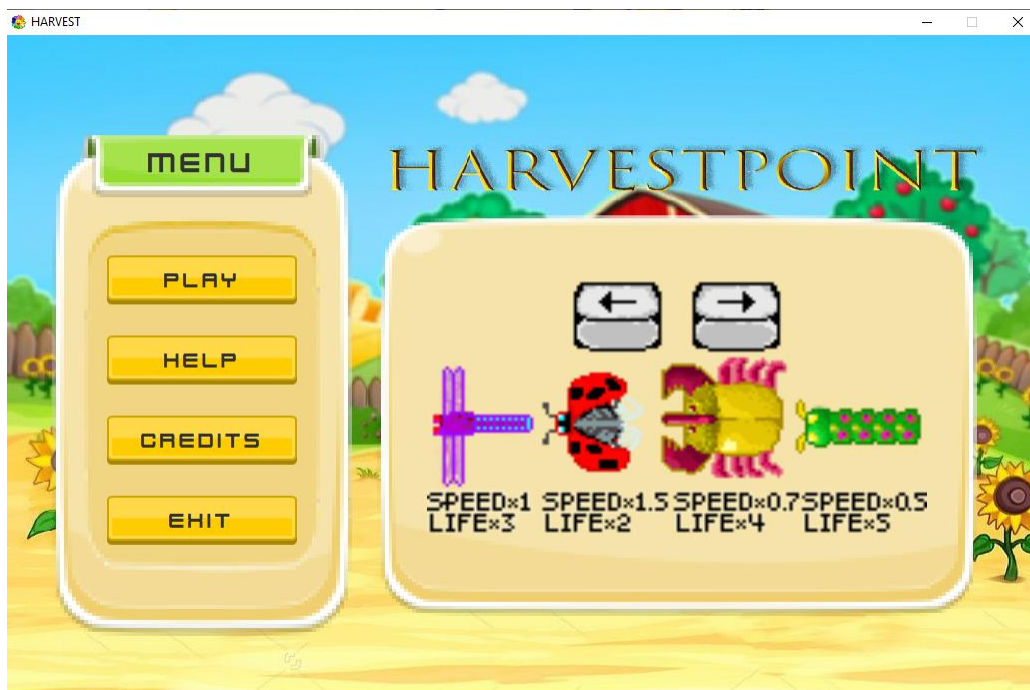 HARVEST
MENU
PLAY
HELP
CREDITS
EXIT
HARVESTPOINT
SPEED×1 SPEED×1.5 SPEED×0.7 SPEED×0.5
LIFE×3 LIFE×2 LIFE×4 LIFE×5